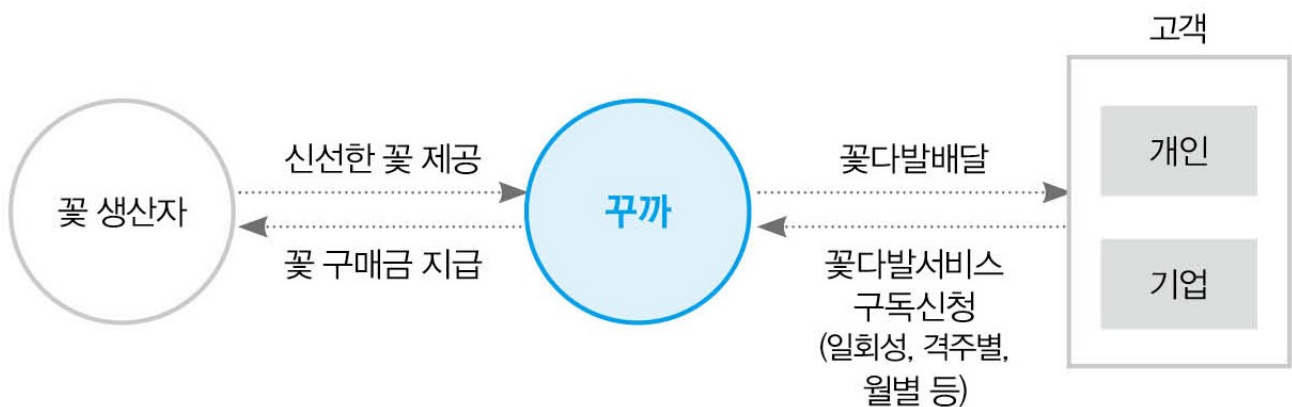 고객
꽃 생산자
신선한 꽃 제공
꽃 구매금 지급
꾸까
꽃다발배달
꽃다발서비스
구독신청
(일회성, 격주별,
월별 등)
개인
기업